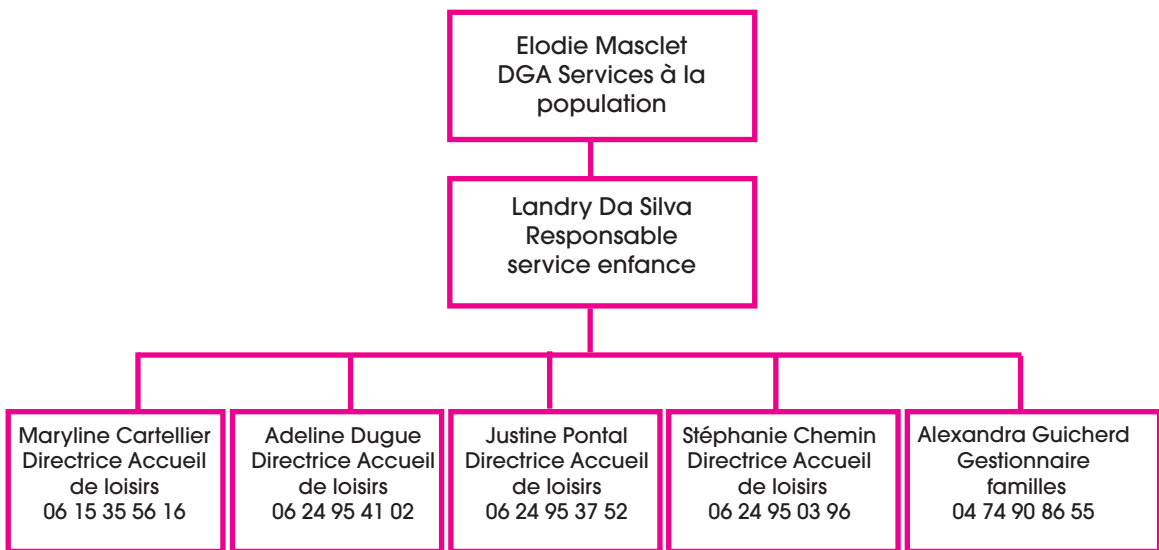 Elodie Masclet
DGA Services à la
population
Landry Da Silva
Responsable
service enfance
Maryline Cartellier
Directrice Accueil
de loisirs
06 15 35 56 16
Adeline Dugue
Directrice Accueil
de loisirs
06 24 95 41 02
Justine Pontal
Directrice Accueil
de loisirs
06 24 95 37 52
Stéphanie Chemin
Directrice Accueil
de loisirs
06 24 95 03 96
Alexandra Guicherd
Gestionnaire
familles
04 74 90 86 55